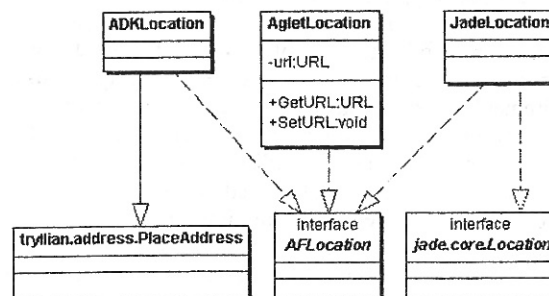 ADKLocation
AgletLocation
-url:URL
+GetURL:URL
+SetURL:void
JadeLocation
tryllian.address.PlaceAddress
interface
AFLocation
interface
jade.core.Location